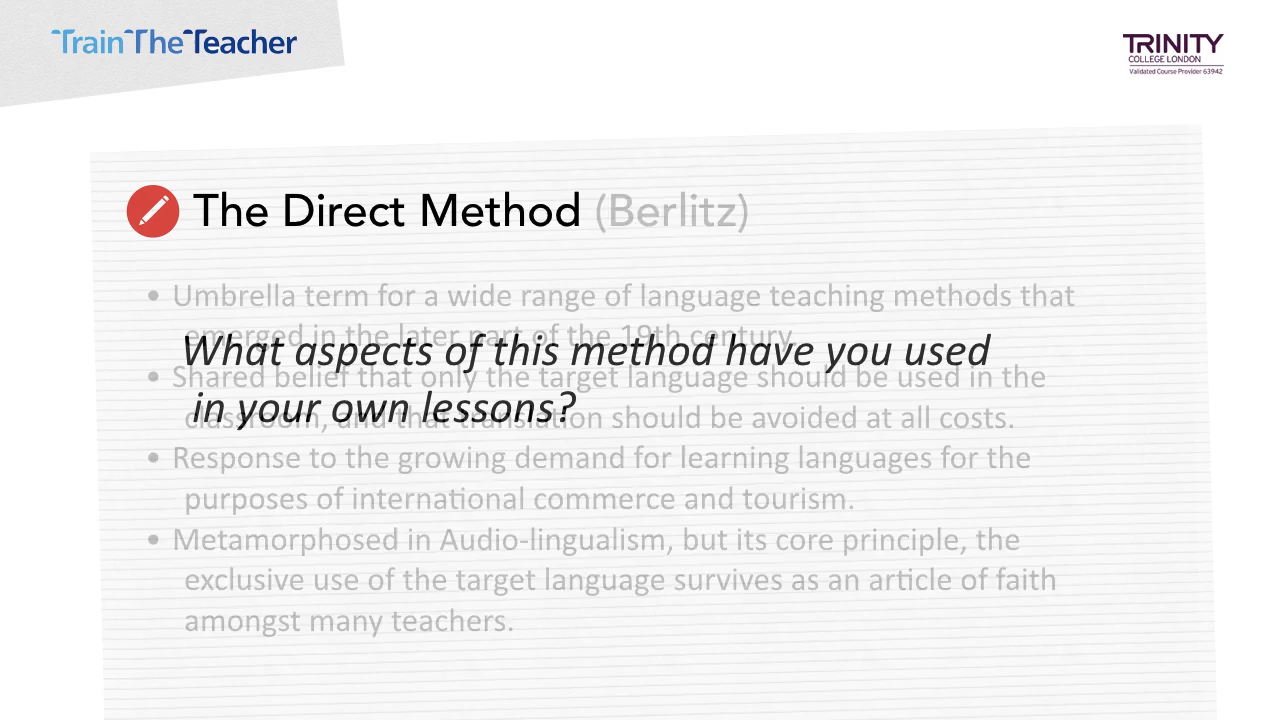 TrainTheTeacher
TRINITY
COLLEGE LONDON
Validated Course Provider 63942
The Direct Method (Berlitz)
• Umbrella term for a wide range of language teaching methods that
emerged in the later part of the 19th century.
What aspects of this method have you used
• Shared belief that only the target language should be used in the
in your own lessons?
classroom, and that translation should be avoided at all costs.
• Response to the growing demand for learning languages for the
purposes of international commerce and tourism.
• Metamorphosed in Audio-lingualism, but its core principle, the
exclusive use of the target language survives as an article of faith
amongst many teachers.